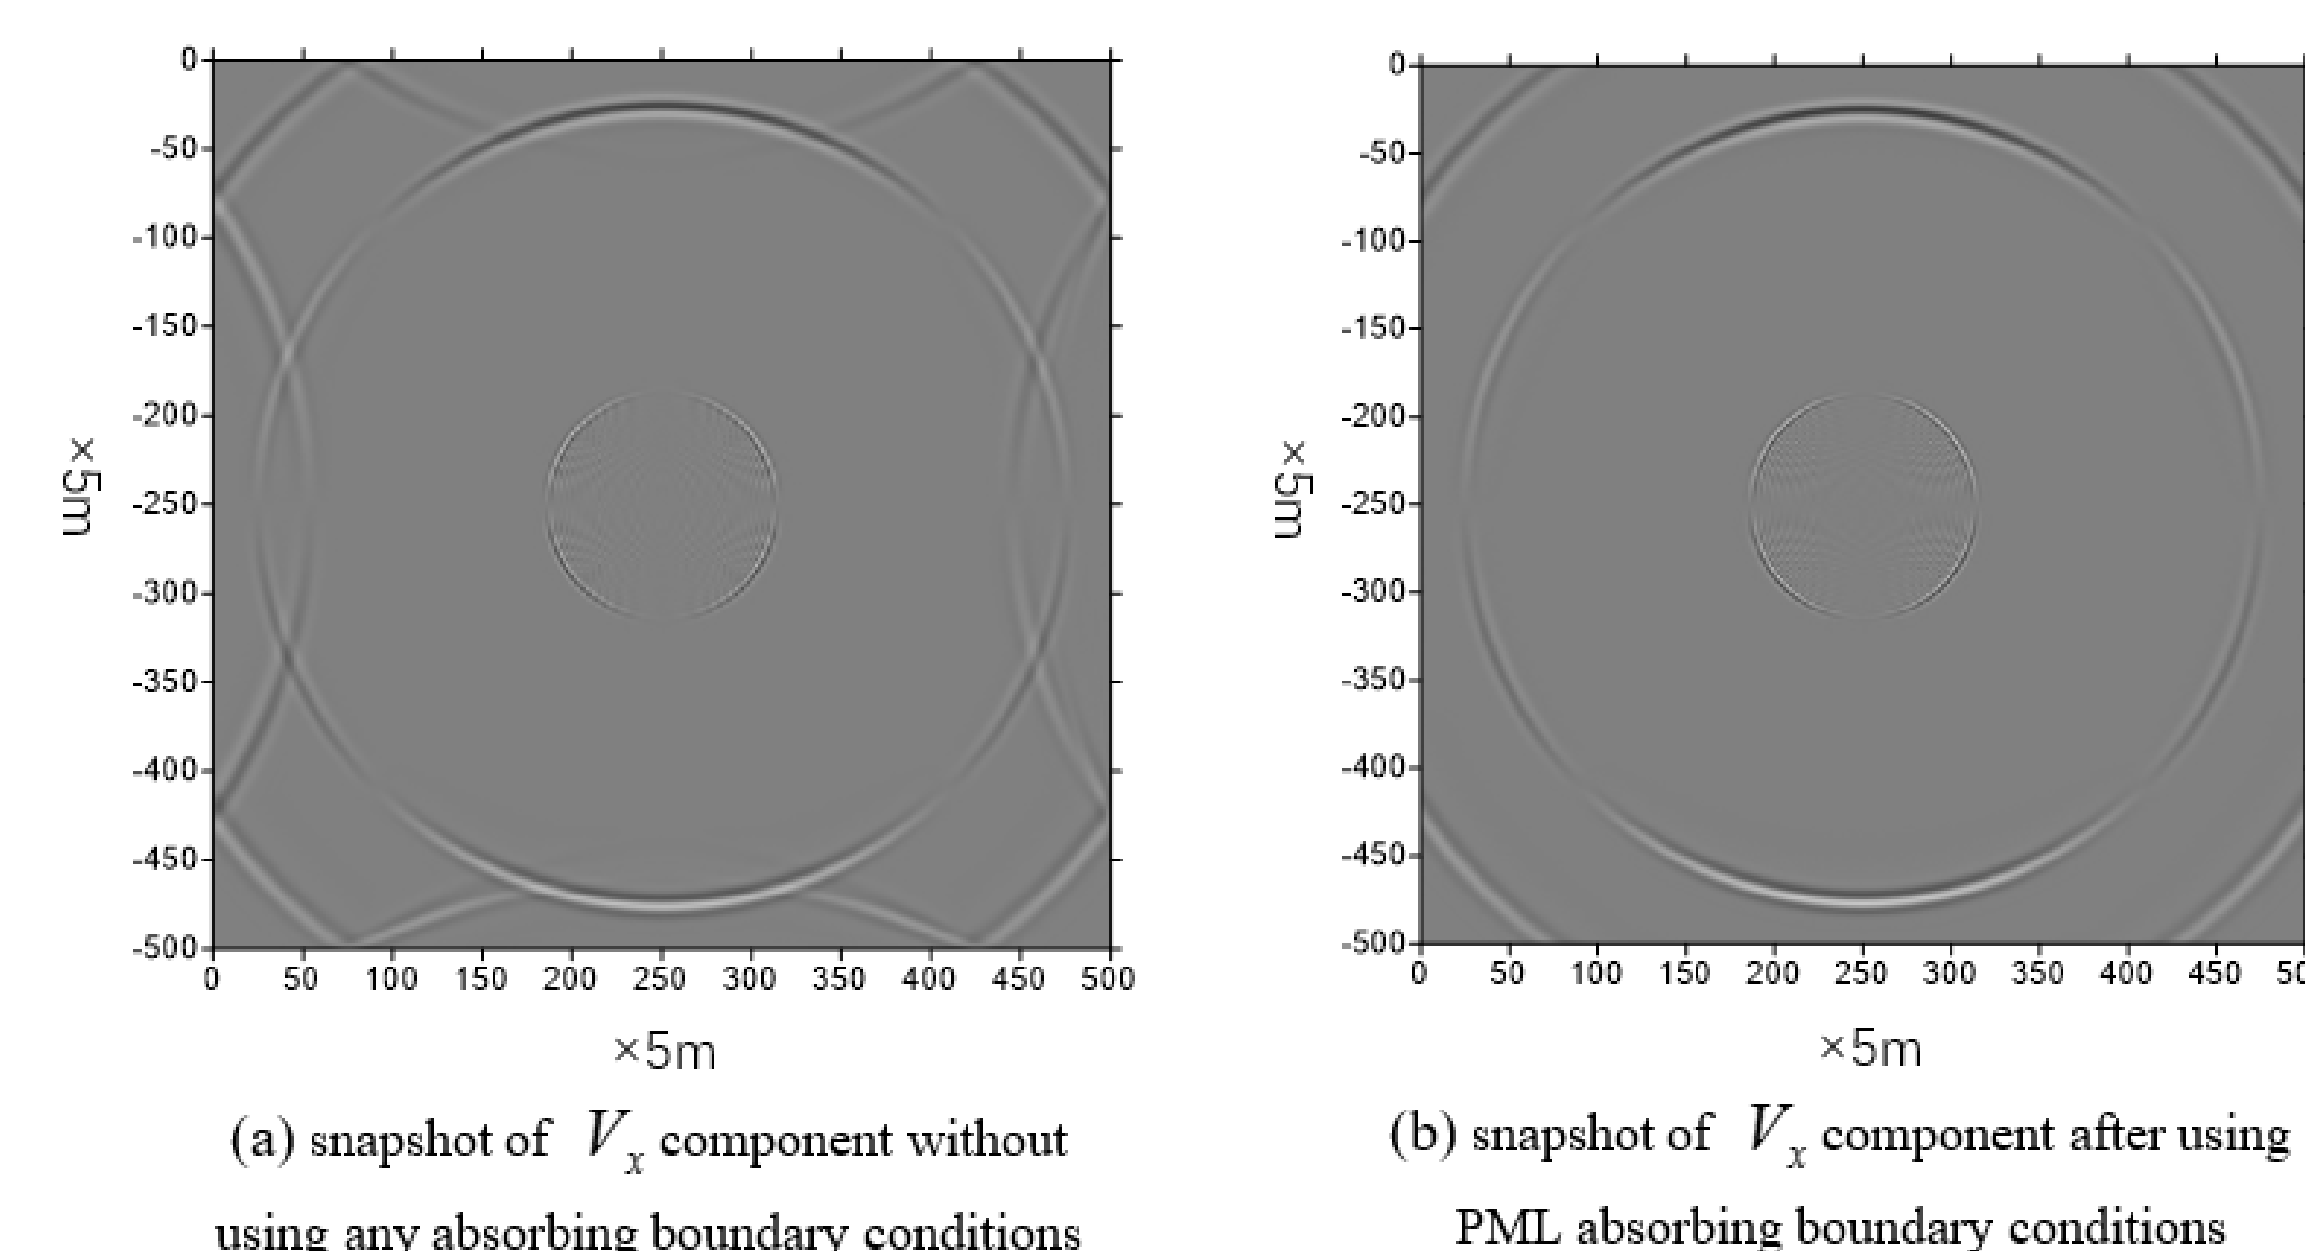 0
-50
-100
-150
-200
-250
-300
-350
-400
-450
-500
0 50 100 150 200 250 300 350 400 450 500
×5m
×5m
(a) snapshot of Vx component without
using any absorbing boundary conditions
0
-50
-100
-150
-200
-250
-300
-350
-400
-450
-500
0 50 100 150 200 250 300 350 400 450 50
×5m
×5m
(b) snapshot of Vx component after using
PML absorbing boundary conditions